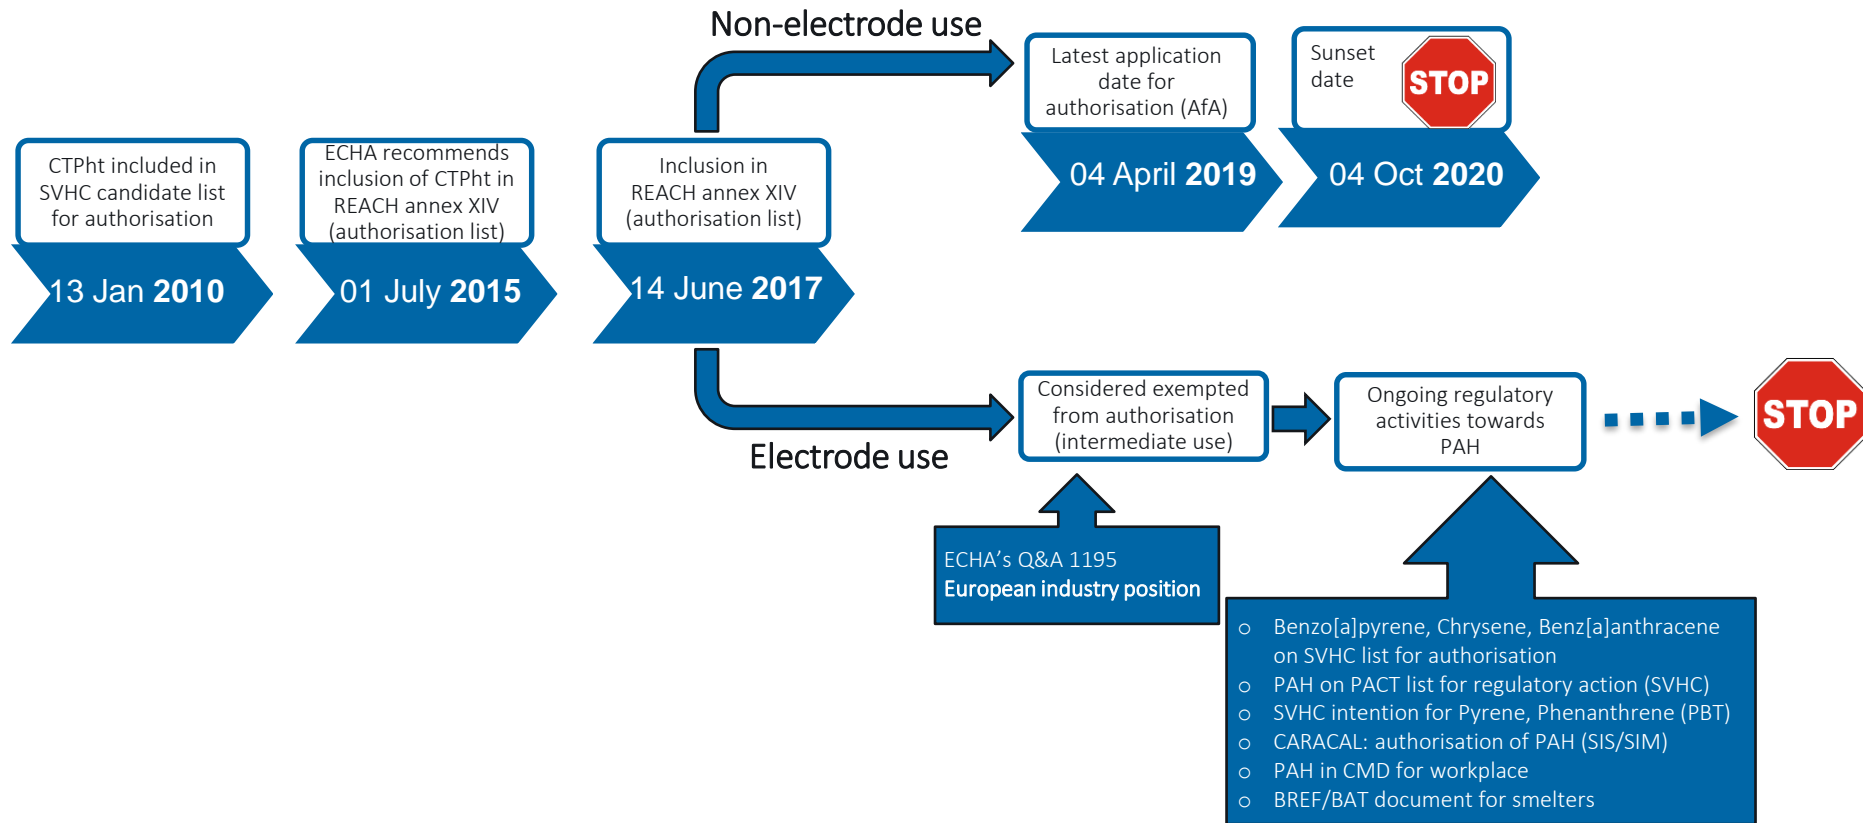 Non-electrode use
Latest application
date for
authorisation (AfA)
04 April 2019
Sunset
date
STOP
04 Oct 2020
CTPht included in
SVHC candidate list
for authorisation
13 Jan 2010
ECHA recommends
inclusion of CTPht in
REACH annex XIV
(authorisation list)
01 July 2015
Inclusion in
REACH annex XIV
(authorisation list)
14 June 2017
Electrode use
Considered exempted
from authorisation
(intermediate use)
Ongoing regulatory
activities towards
PAH
STOP
ECHA’s Q&A 1195
European industry position
o Benzo[a]pyrene, Chrysene, Benz[a]anthracene
on SVHC list for authorisation
o PAH on PACT list for regulatory action (SVHC)
o SVHC intention for Pyrene, Phenanthrene (PBT)
o CARACAL: authorisation of PAH (SIS/SIM)
o PAH in CMD for workplace
o BREF/BAT document for smelters